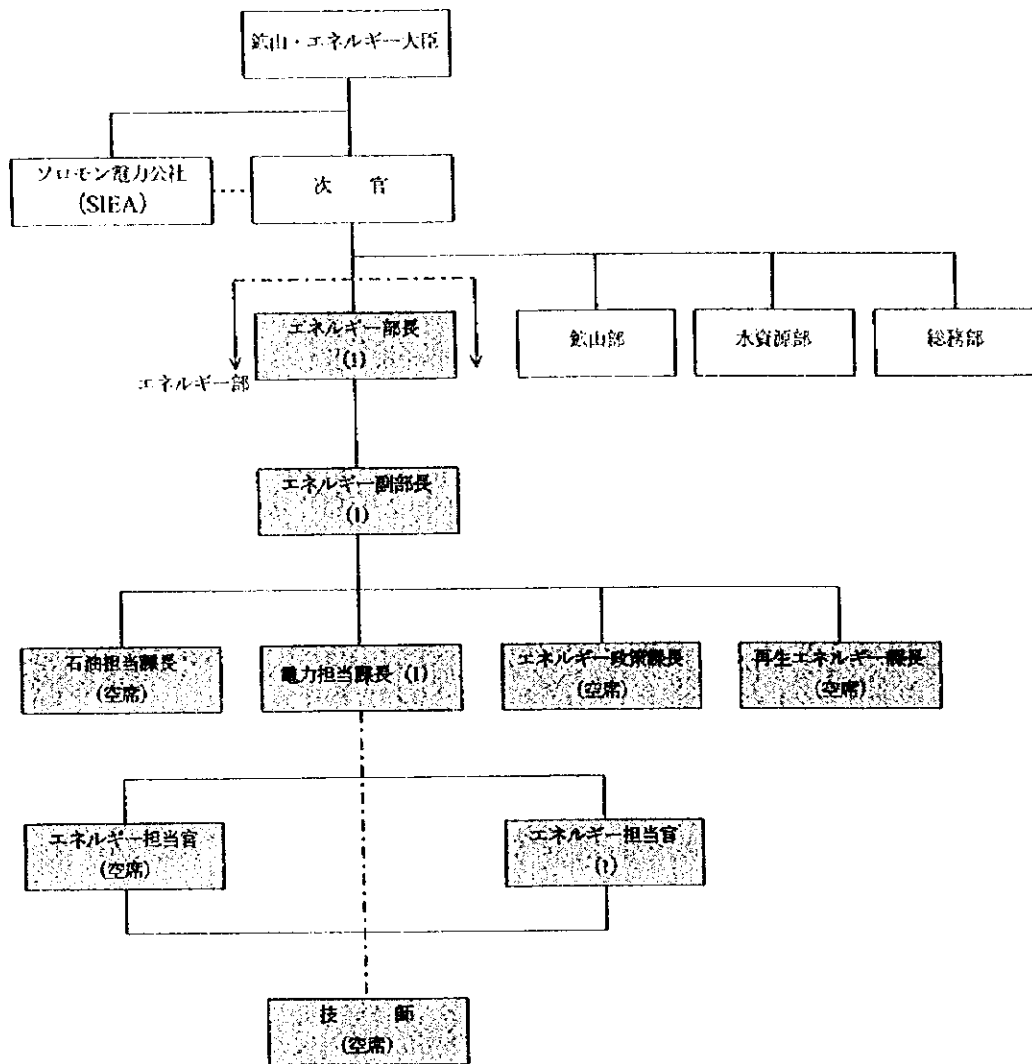 鉱山・エネルギー大臣
ソロモン電力公社
(SIEA)
次 官
エネルギー部長
(1)
鉱山部
水資源部
総務部
エネルギー部
エネルギー副部長
(1)
石油担当課長
(空席)
電力担当課長 (1)
エネルギー政策課長
(空席)
再生エネルギー課長
(空席)
エネルギー担当官
(空席)
エネルギー担当官
(1)
技 師
(空席)